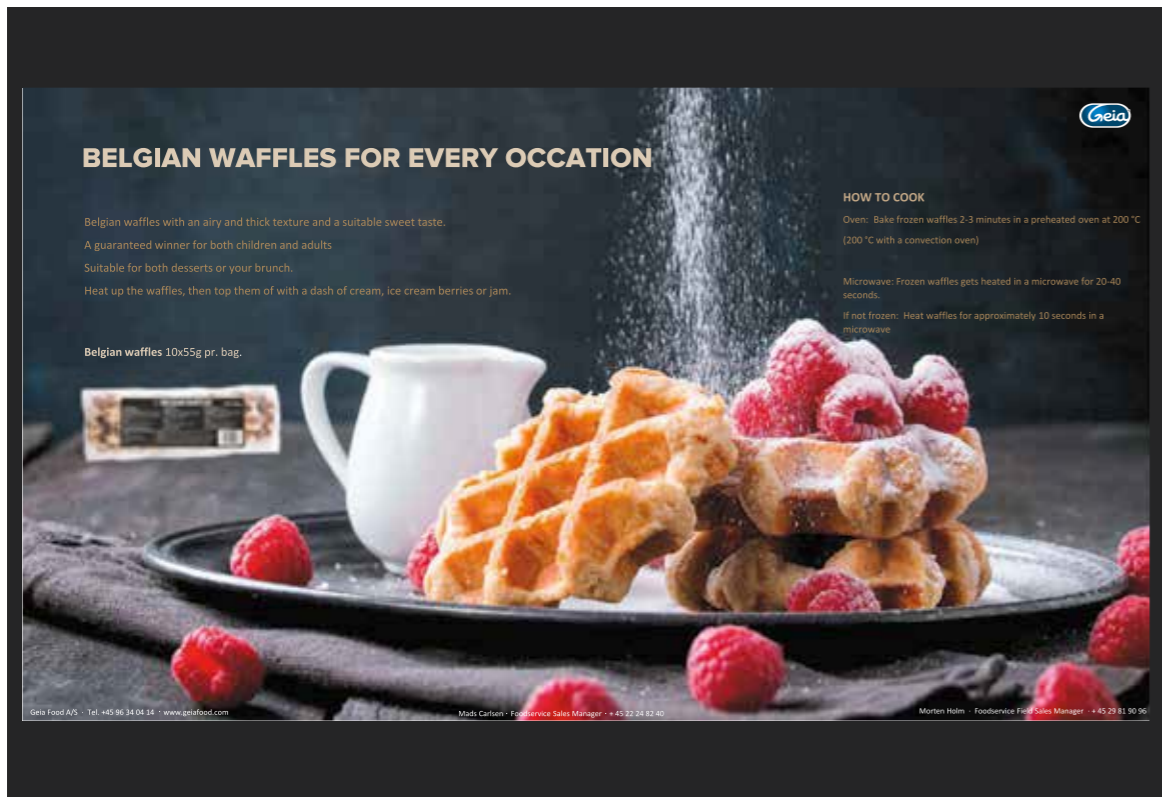 Geia
BELGIAN WAFFLES FOR EVERY OCCATION
Belgian waffles with an airy and thick texture and a suitable sweet taste.
A guaranteed winner for both children and adults
Suitable for both desserts or your brunch.
Heat up the waffles, then top them of with a dash of cream, ice cream berries or jam.
Belgian waffles 10x55g pr. bag.
HOW TO COOK
Oven: Bake frozen waffles 2-3 minutes in a preheated oven at 200 °C
(200 °C with a convection oven)
Microwave: Frozen waffles gets heated in a microwave for 20-40
seconds.
If not frozen: Heat waffles for approximately 10 seconds in a
microwave
Geia Food A/S · Tel. +45 96 34 04 14 · www.geiafood.com
Mads Carlsen · Foodservice Sales Manager · + 45 22 24 82 40
Morten Holm · Foodservice Field Sales Manager · + 45 29 81 90 96